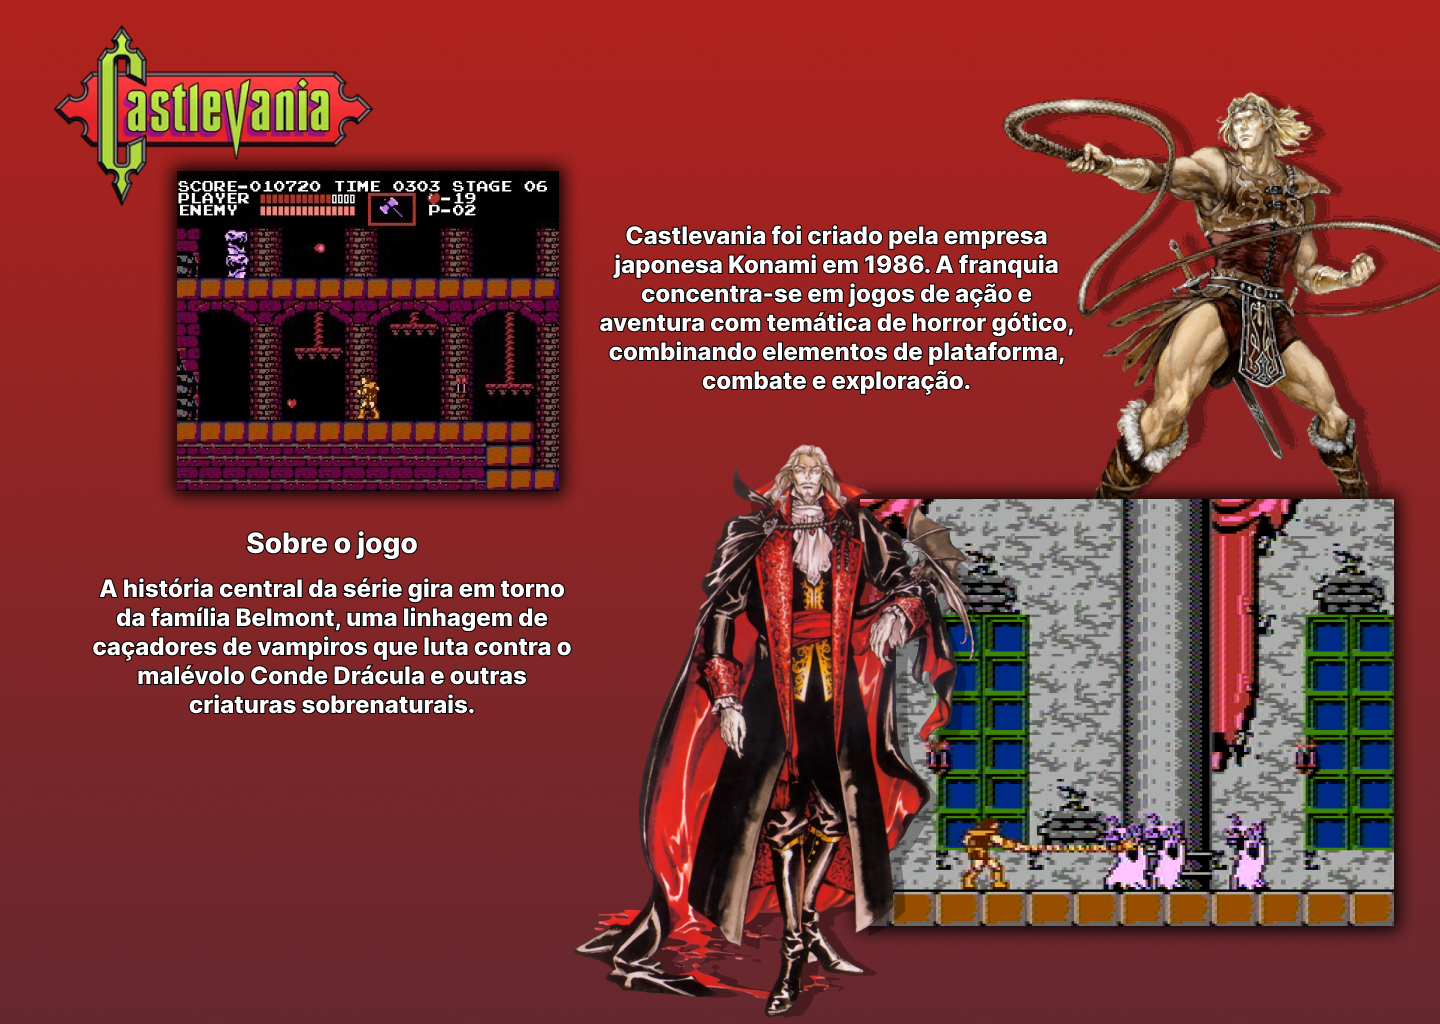 Castlevania
SCORE-010720 TIME 0303 STAGE 06
PLAYER -19
ENEMY P-02
Castlevania foi criado pela empresa
japonesa Konami em 1986. A franquia
concentra-se em jogos de ação e
aventura com temática de horror gótico,
combinando elementos de plataforma,
combate e exploração.
Sobre o jogo
A história central da série gira em torno
da família Belmont, uma linhagem de
caçadores de vampiros que luta contra o
malévolo Conde Drácula e outras
criaturas sobrenaturais.